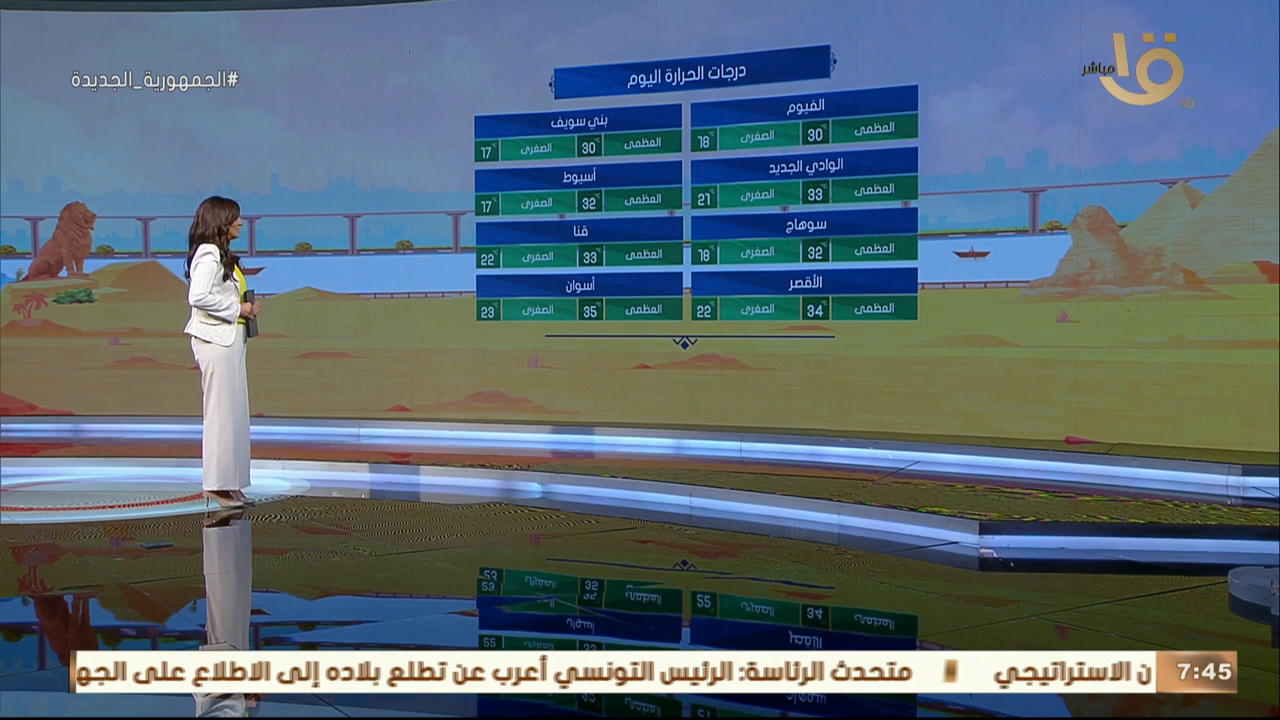 #الجمهورية_الجديدة
مباشر
HD
درجات الحرارة اليوم
الفيوم
العظمى 30 الصغرى 18
بني سويف
العظمى 30 الصغرى 17
الوادي الجديد
العظمى 33 الصغرى 21
أسيوط
العظمى 32 الصغرى 17
سوهاج
العظمى 32 الصغرى 18
قنا
العظمى 33 الصغرى 22
الأقصر
العظمى 34 الصغرى 22
أسوان
العظمى 35 الصغرى 23
7:45 ن الاستراتيجي متحدث الرئاسة: الرئيس التونسي أعرب عن تطلع بلاده إلى الاطلاع على الجه